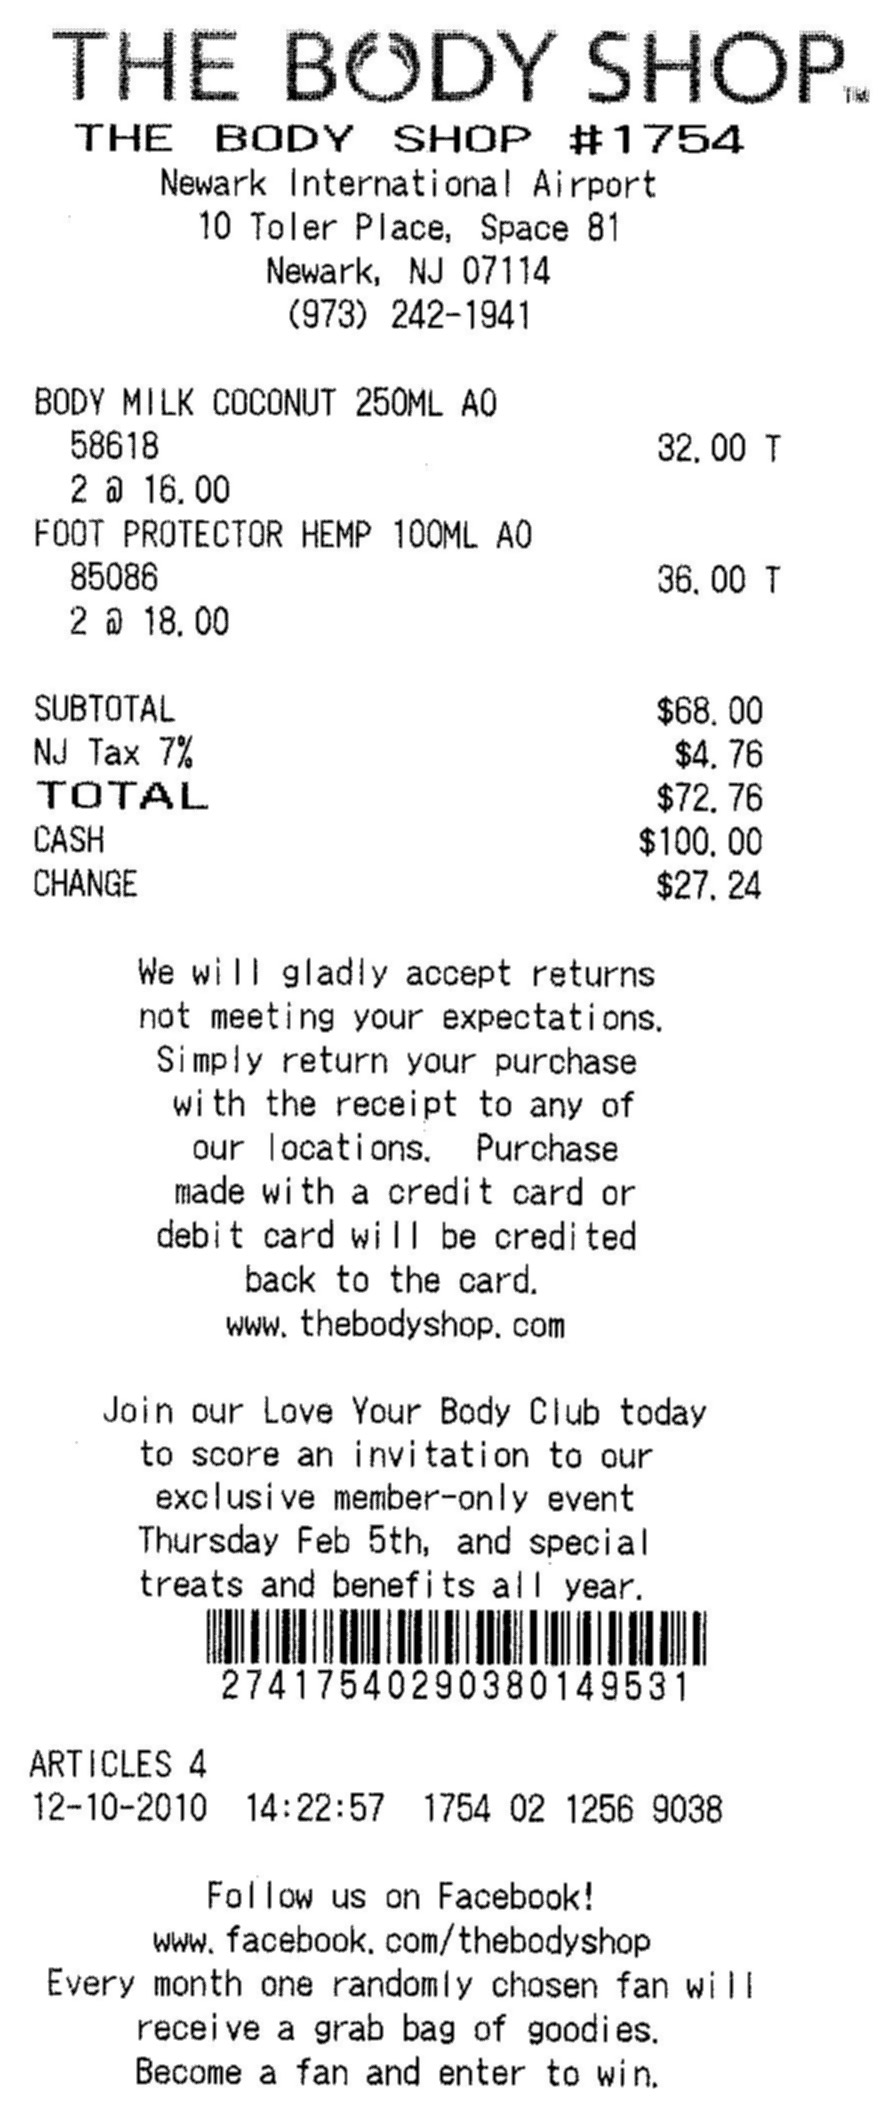 THE BODY SHOP™
THE BODY SHOP #1754
Newark International Airport
10 Toler Place, Space 81
Newark, NJ 07114
(973) 242-1941
BODY MILK COCONUT 250ML AO
58618 32.00 T
2 @ 16.00
FOOT PROTECTOR HEMP 100ML AO
85086 36.00 T
2 @ 18.00
SUBTOTAL $68.00
NJ Tax 7% $4.76
TOTAL $72.76
CASH $100.00
CHANGE $27.24
We will gladly accept returns
not meeting your expectations.
Simply return your purchase
with the receipt to any of
our locations. Purchase
made with a credit card or
debit card will be credited
back to the card.
www.thebodyshop.com
Join our Love Your Body Club today
to score an invitation to our
exclusive member-only event
Thursday Feb 5th, and special
treats and benefits all year.
27417540290380149531
ARTICLES 4
12-10-2010 14:22:57 1754 02 1256 9038
Follow us on Facebook!
www.facebook.com/thebodyshop
Every month one randomly chosen fan will
receive a grab bag of goodies.
Become a fan and enter to win.